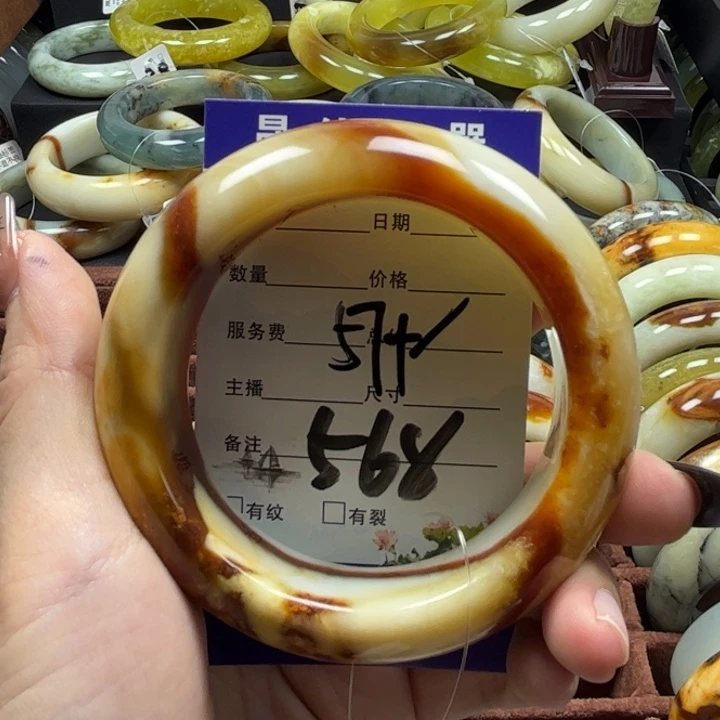 日期
数量 价格
服务费 57+
主播 尺寸
备注 568
有纹 有裂